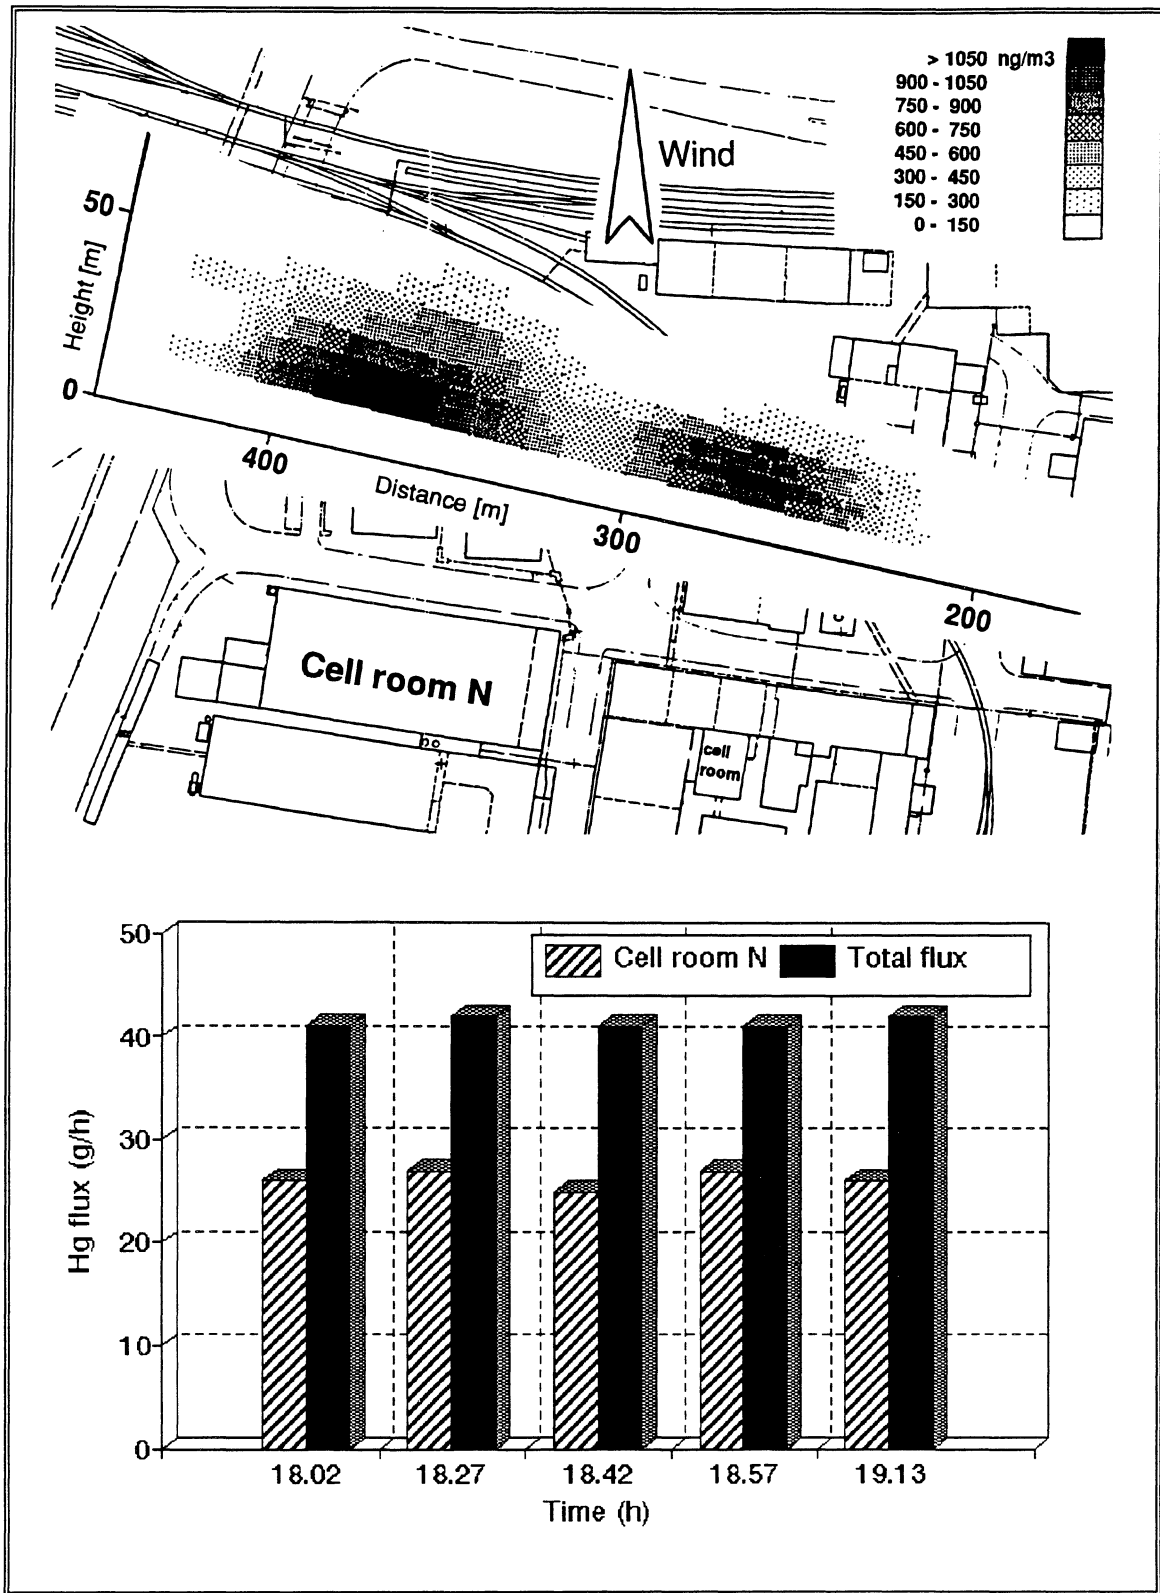 > 1050 ng/m3
900 - 1050
750 - 900
600 - 750
450 - 600
300 - 450
150 - 300
0 - 150
Wind
50
Height [m]
0
400
Distance [m]
300
200
Cell room N
cell
room
50
40
30
20
10
0
Hg flux (g/h)
Cell room N
Total flux
18.02
18.27
18.42
18.57
19.13
Time (h)